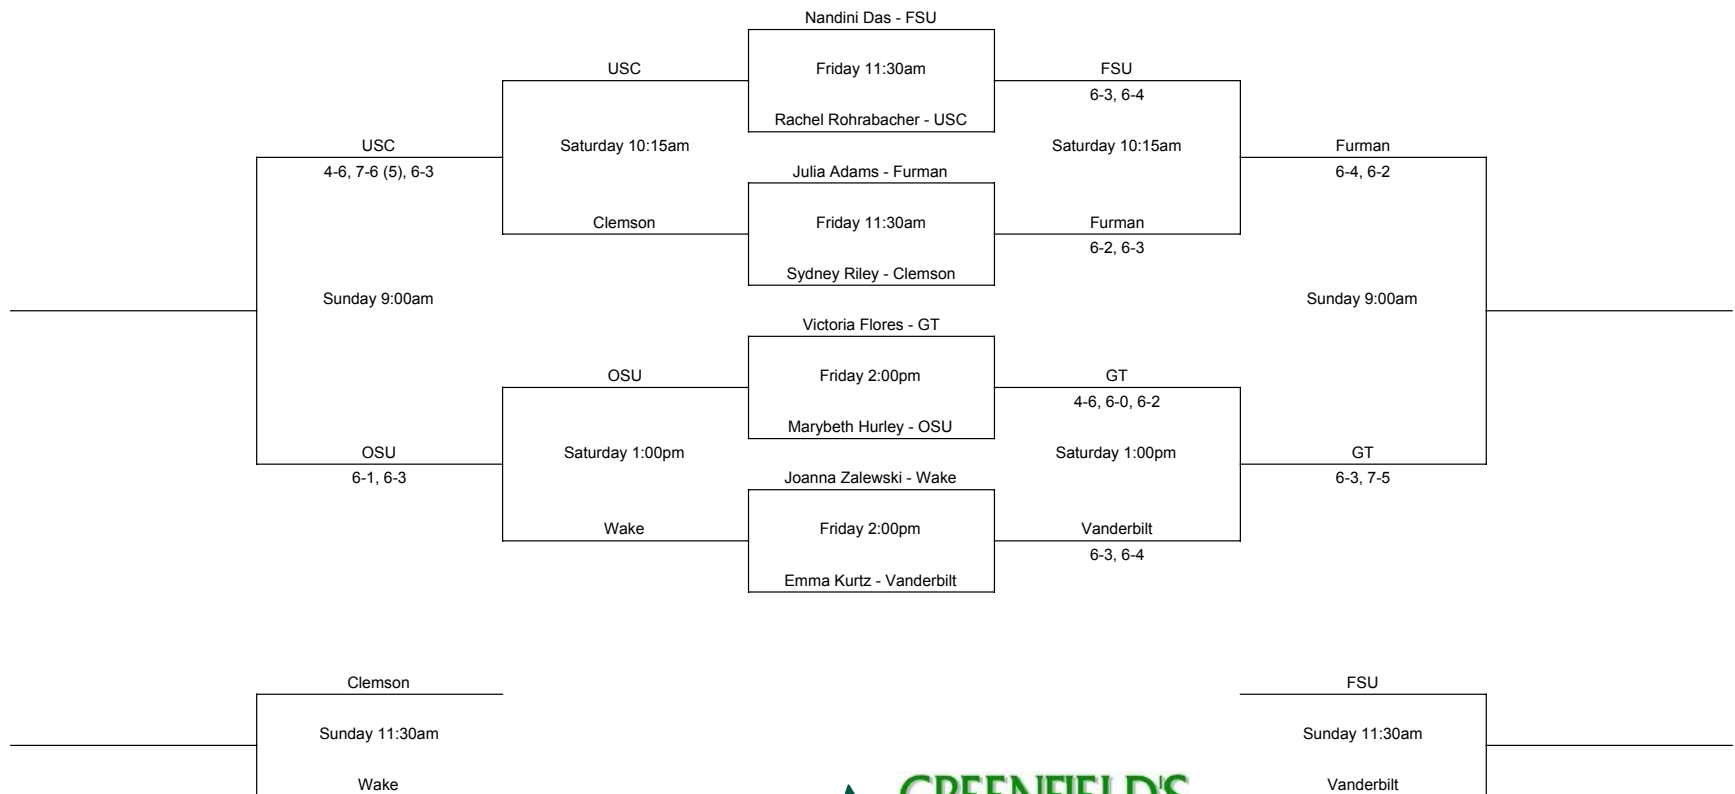 Nandini Das - FSU
USC
Friday 11:30am
FSU
6-3, 6-4
Rachel Rohrabacher - USC
USC
Saturday 10:15am
Saturday 10:15am
Furman
4-6, 7-6 (5), 6-3
Julia Adams - Furman
6-4, 6-2
Clemson
Friday 11:30am
Furman
6-2, 6-3
Sydney Riley - Clemson
Sunday 9:00am
Sunday 9:00am
Victoria Flores - GT
OSU
Friday 2:00pm
GT
4-6, 6-0, 6-2
Marybeth Hurley - OSU
OSU
Saturday 1:00pm
Saturday 1:00pm
GT
6-1, 6-3
Joanna Zalewski - Wake
6-3, 7-5
Wake
Friday 2:00pm
Vanderbilt
6-3, 6-4
Emma Kurtz - Vanderbilt
Clemson
FSU
Sunday 11:30am
Sunday 11:30am
Wake
GREENFIELD'S
Vanderbilt